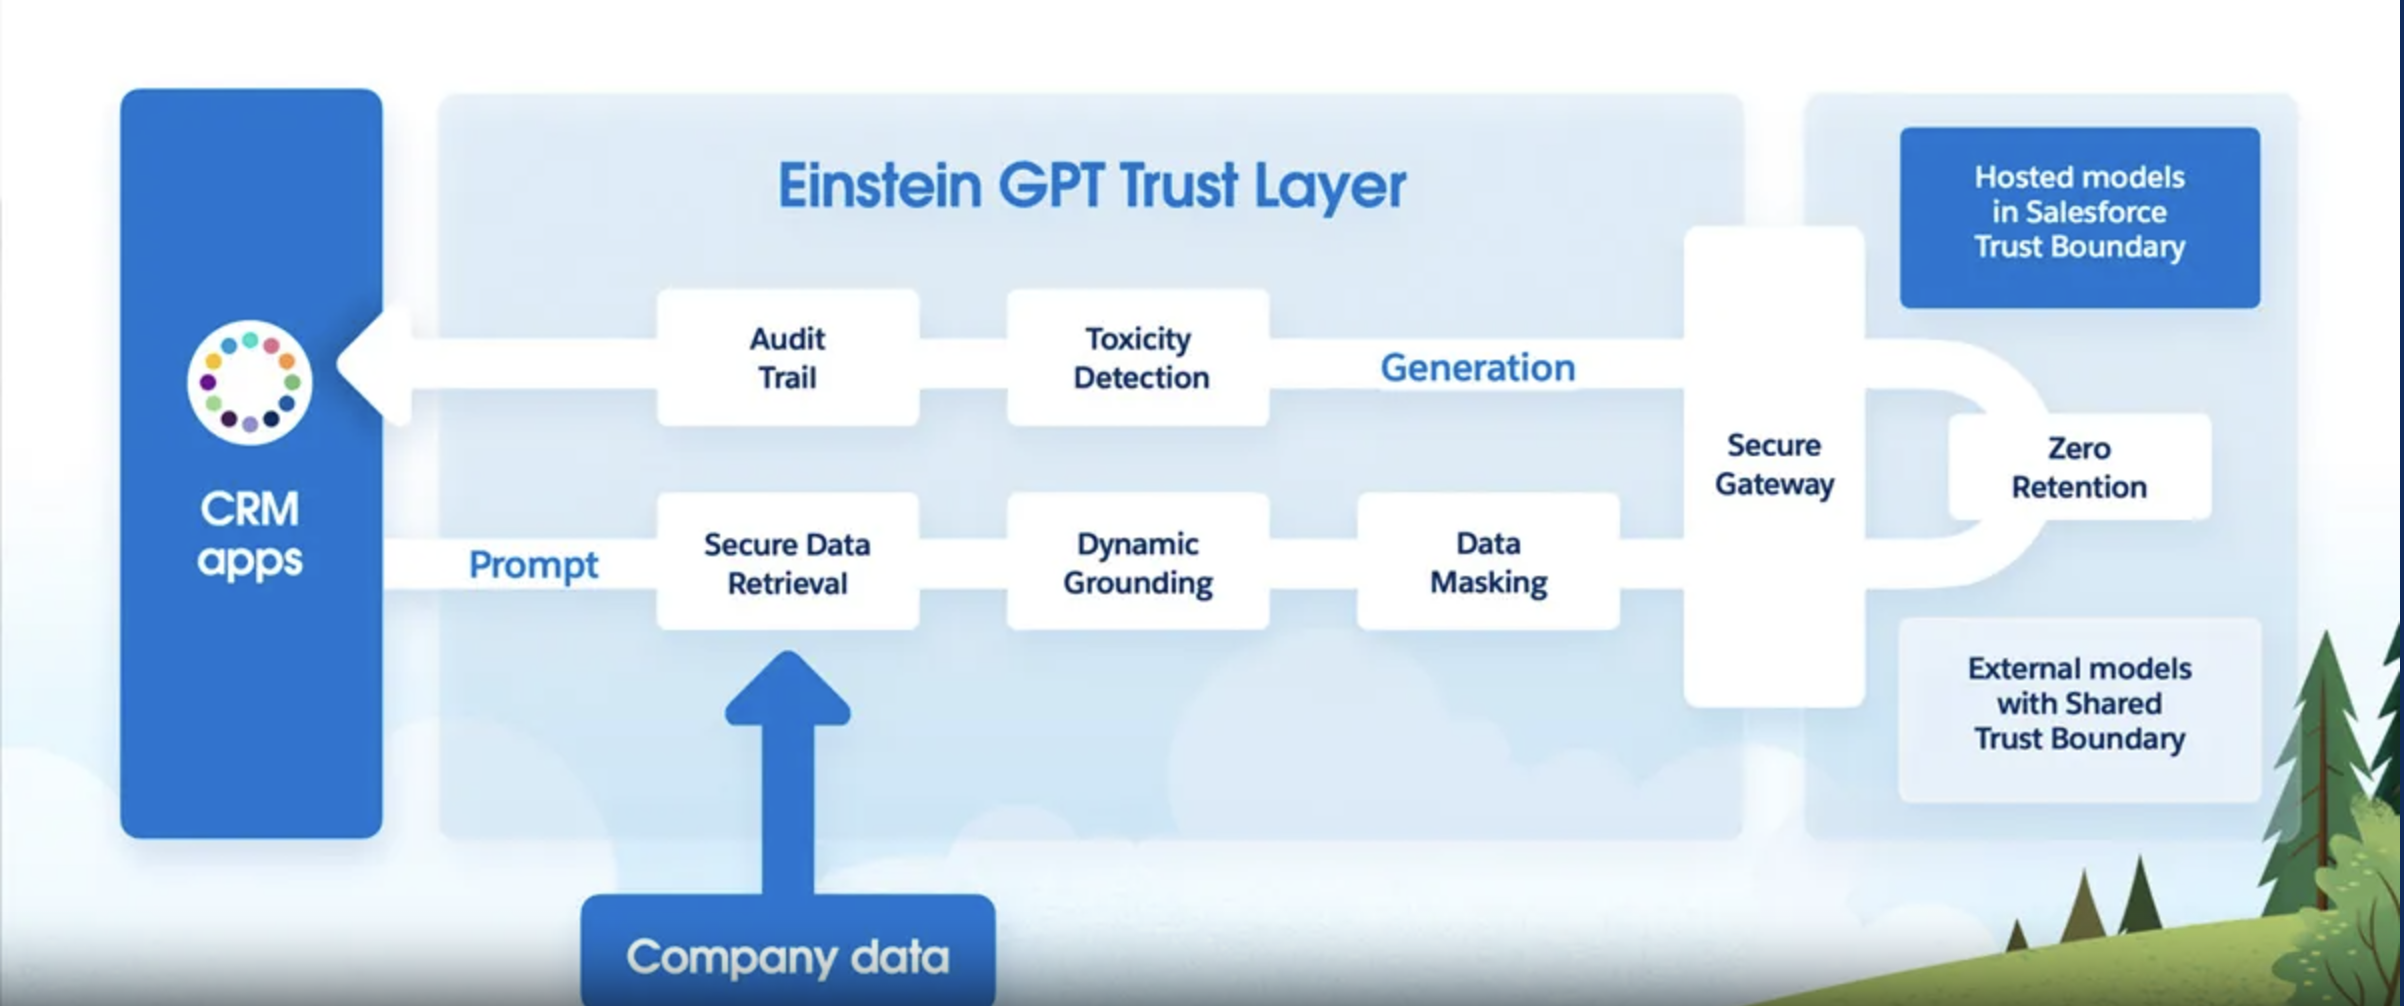 Einstein GPT Trust Layer
Hosted models
in Salesforce
Trust Boundary
Audit
Trail
Toxicity
Detection
Generation
Secure
Gateway
Zero
Retention
CRM
apps
Prompt
Secure Data
Retrieval
Dynamic
Grounding
Data
Masking
External models
with Shared
Trust Boundary
Company data